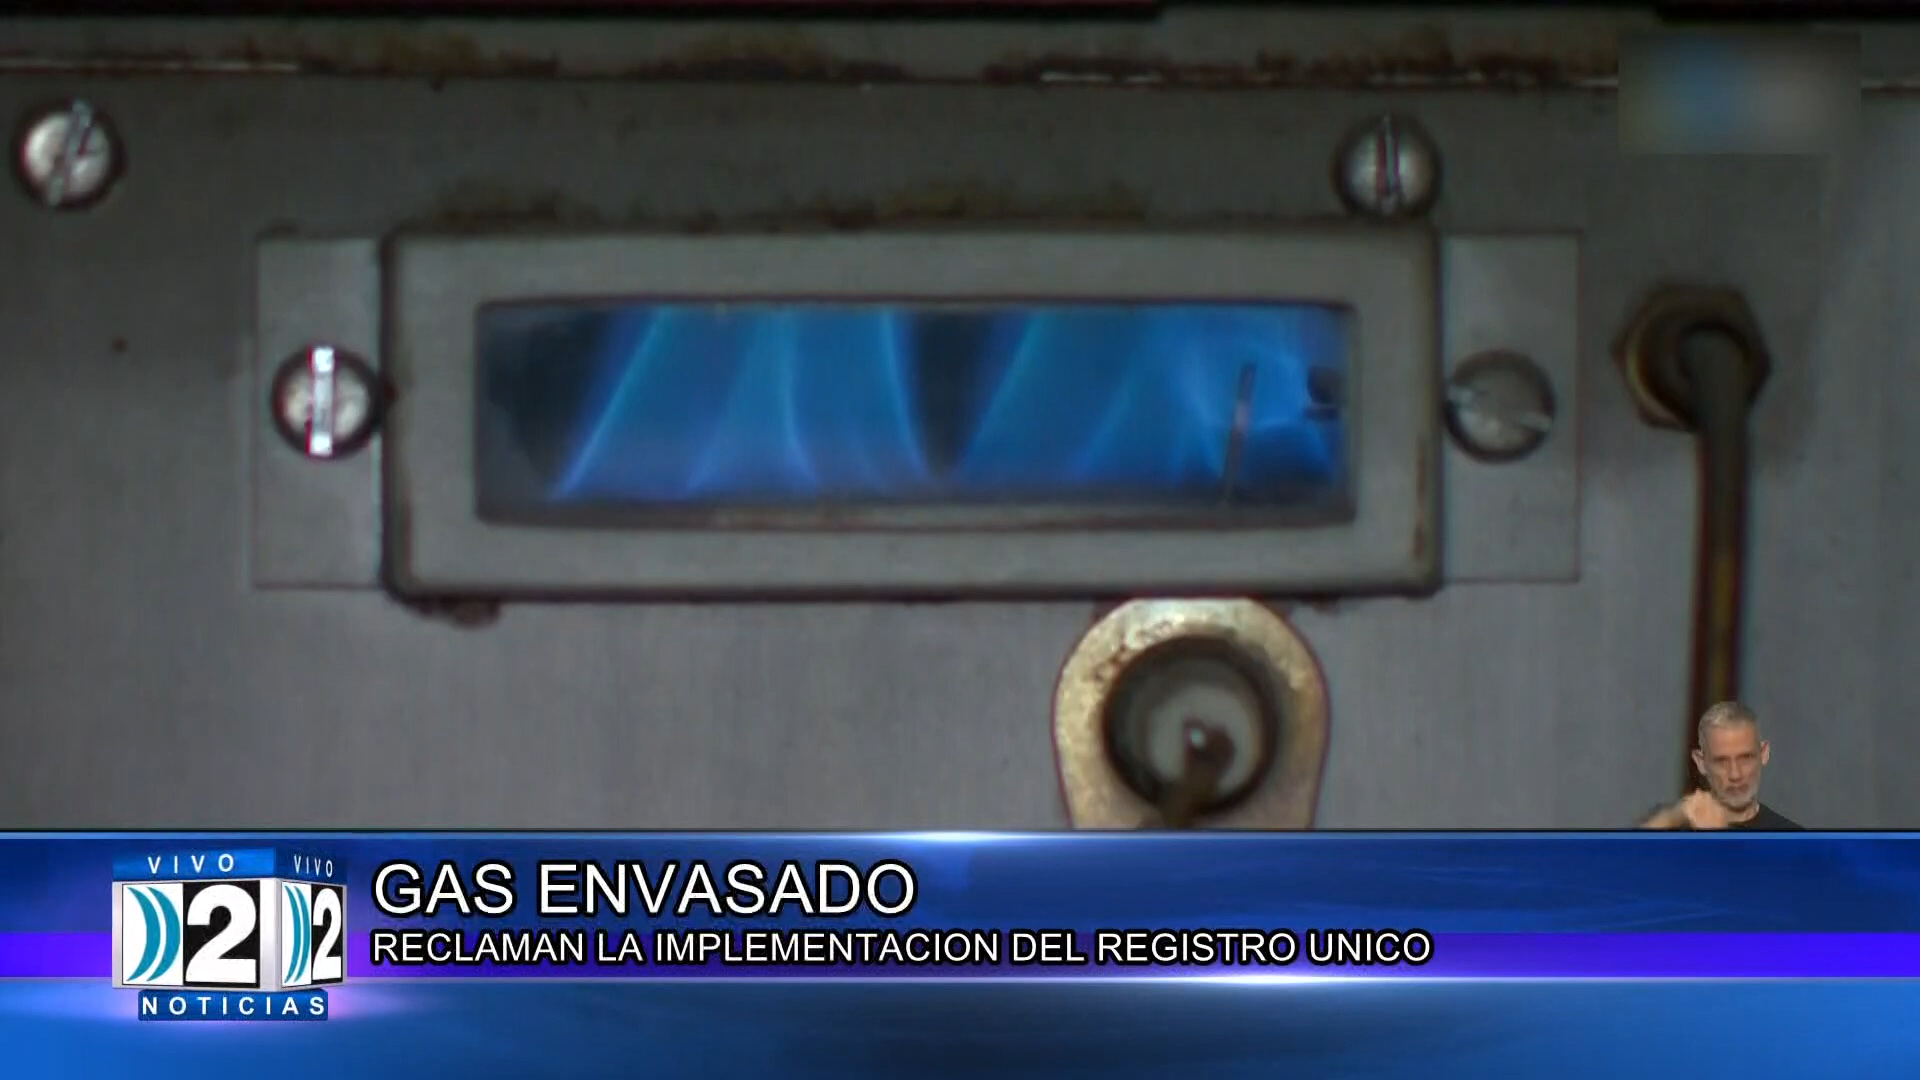 VIVO VIVO
2 2
NOTICIAS
GAS ENVASADO
RECLAMAN LA IMPLEMENTACION DEL REGISTRO UNICO